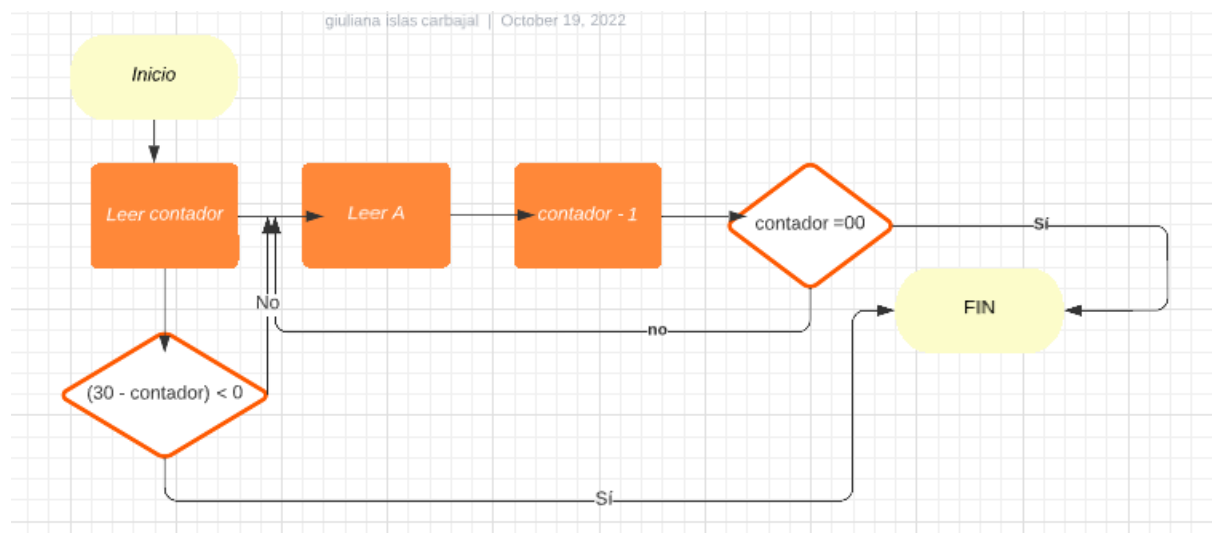 giuliana islas carbajal | October 19, 2022
Inicio
Leer contador
Leer A
contador - 1
contador =00
Sí
No
FIN
no
(30 - contador) < 0
Sí